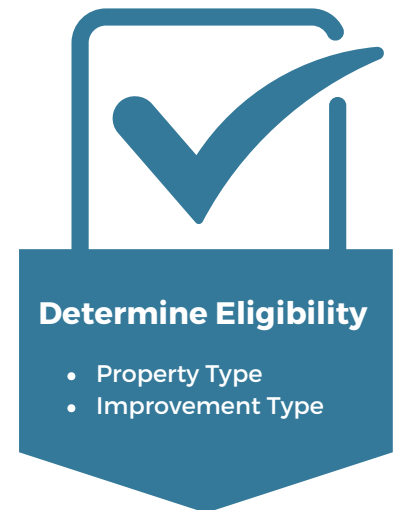 Determine Eligibility
• Property Type
• Improvement Type